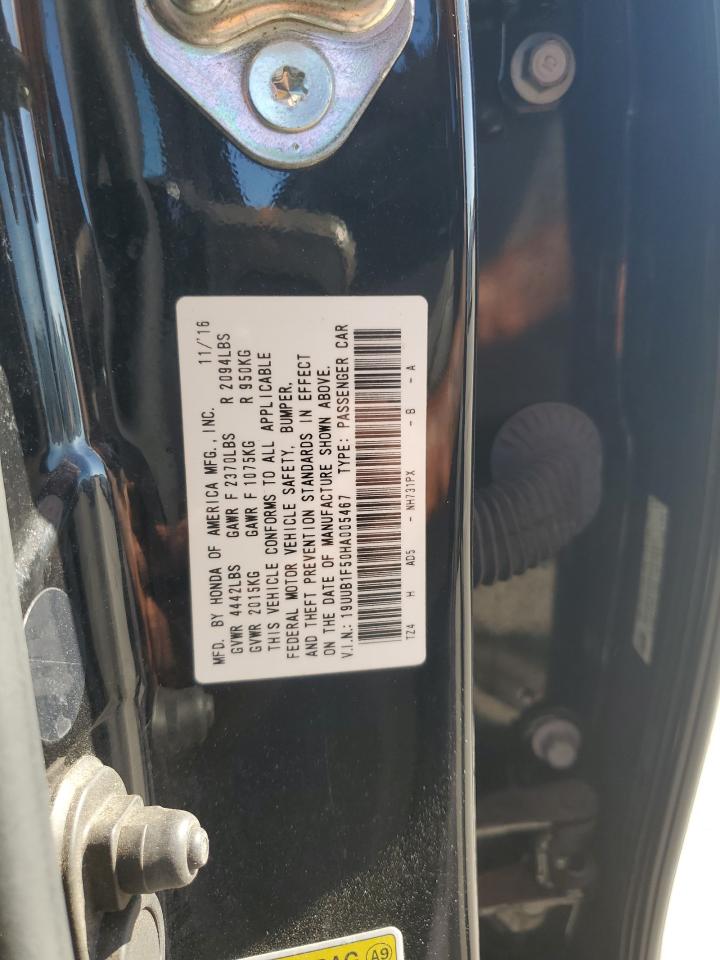 MFD. BY HONDA OF AMERICA MFG., INC. 11/'16
GVWR 4442LBS GAWR F 2370LBS R 2094LBS
GVWR 2015KG GAWR F 1075KG R 950KG
THIS VEHICLE CONFORMS TO ALL APPLICABLE
FEDERAL MOTOR VEHICLE SAFETY, BUMPER,
AND THEFT PREVENTION STANDARDS IN EFFECT
ON THE DATE OF MANUFACTURE SHOWN ABOVE.
V.I.N.: 19UUB1F50HA005467 TYPE: PASSENGER CAR
TZ4 H AD5 - NH731PX - B - A
A9